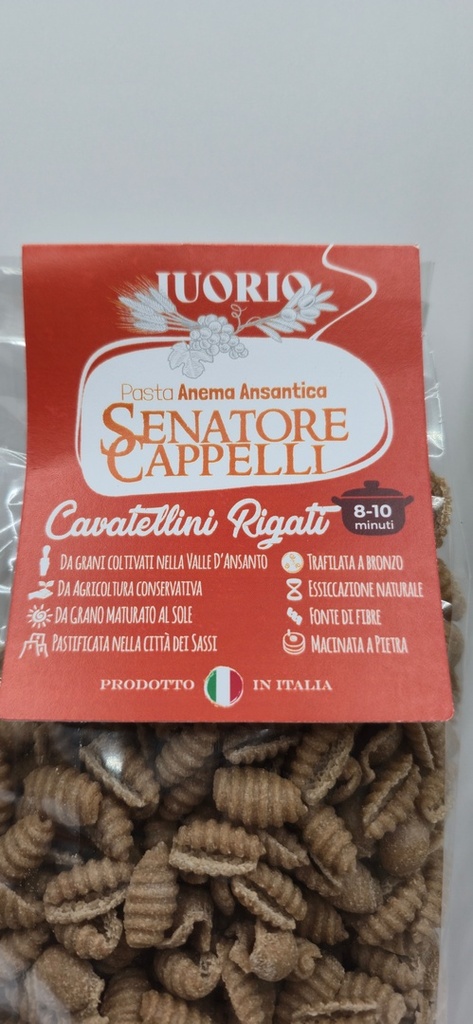 IUORIO
Pasta Anema Ansantica
SENATORE
CAPPELLI
Cavatellini Rigati
8-10
minuti
DA GRANI COLTIVATI NELLA VALLE D'ANSANTO
DA AGRICOLTURA CONSERVATIVA
DA GRANO MATURATO AL SOLE
PASTIFICATA NELLA CITTÀ DEI SASSI
TRAFILATA A BRONZO
ESSICCAZIONE NATURALE
FONTE DI FIBRE
MACINATA A PIETRA
PRODOTTO IN ITALIA